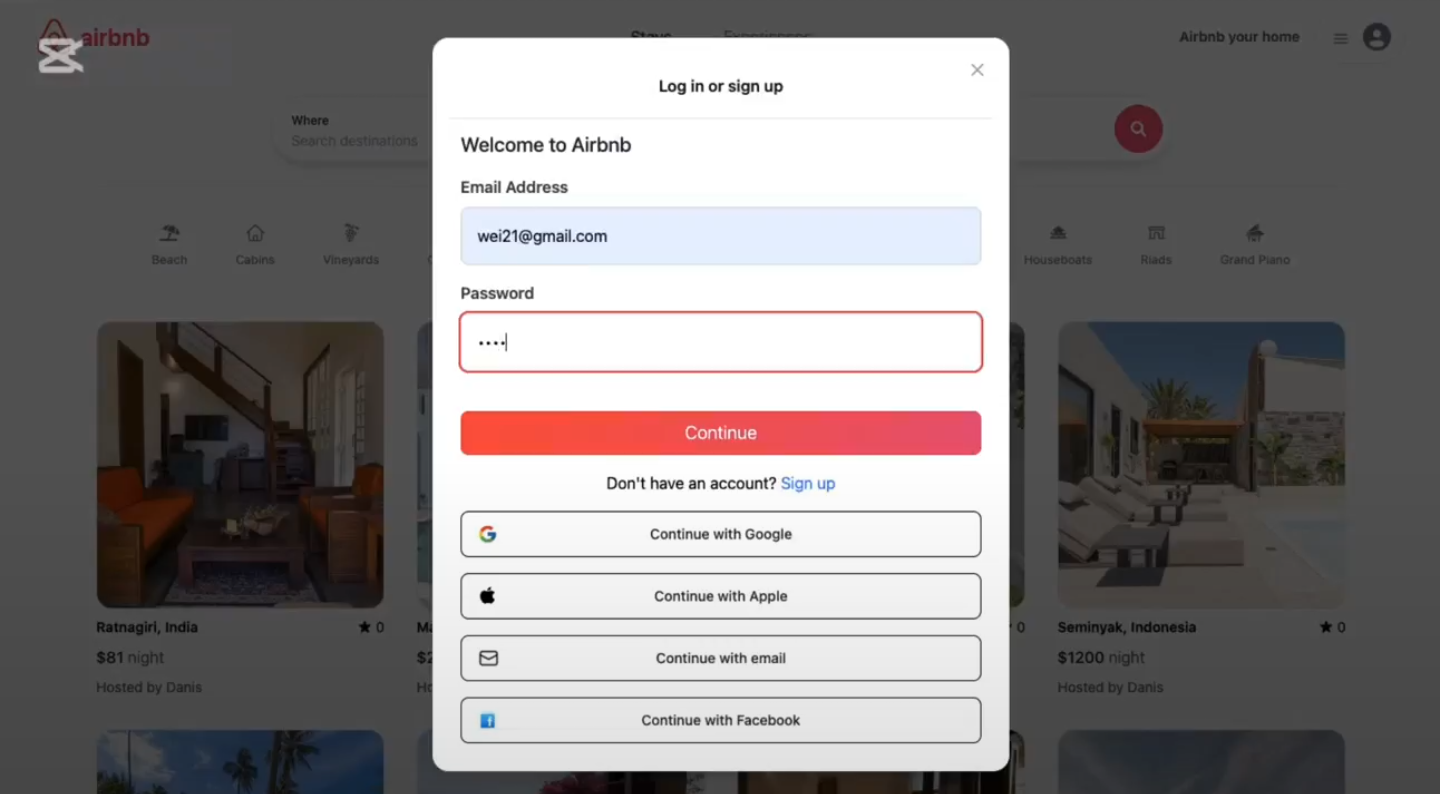 airbnb
Stays
Experiences
Airbnb your home
Where
Search destinations
Log in or sign up
Welcome to Airbnb
Email Address
wei21@gmail.com
Password
••••
Continue
Don't have an account? Sign up
Continue with Google
Continue with Apple
Continue with email
Continue with Facebook
Beach
Cabins
Vineyards
Houseboats
Riads
Grand Piano
Ratnagiri, India
★ 0
$81 night
Hosted by Danis
0
Seminyak, Indonesia
★ 0
$1200 night
Hosted by Danis